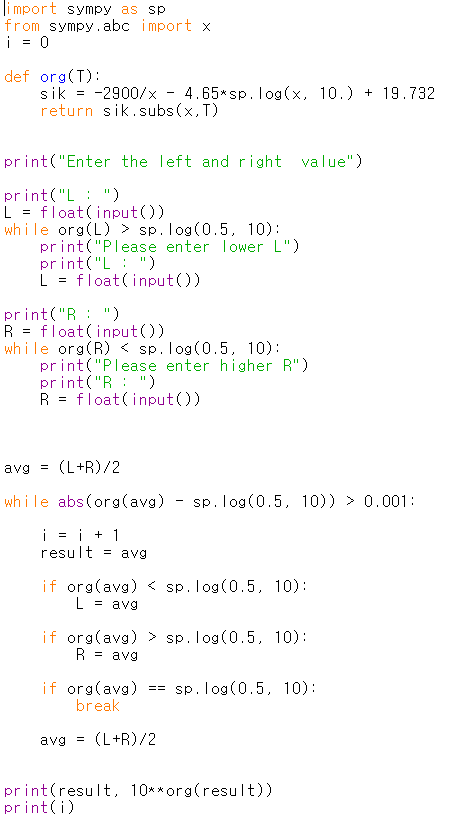 import sympy as sp
from sympy.abc import x
i = 0
def org(T):
    sik = -2900/x - 4.65*sp.log(x, 10.) + 19.732
    return sik.subs(x,T)
print("Enter the left and right  value")
print("L : ")
L = float(input())
while org(L) > sp.log(0.5, 10):
    print("Please enter lower L")
    print("L : ")
    L = float(input())
print("R : ")
R = float(input())
while org(R) < sp.log(0.5, 10):
    print("Please enter higher R")
    print("R : ")
    R = float(input())
avg = (L+R)/2
while abs(org(avg) - sp.log(0.5, 10)) > 0.001:
    i = i + 1
    result = avg
    if org(avg) < sp.log(0.5, 10):
        L = avg
    if org(avg) > sp.log(0.5, 10):
        R = avg
    if org(avg) == sp.log(0.5, 10):
        break
    avg = (L+R)/2
print(result, 10**org(result))
print(i)